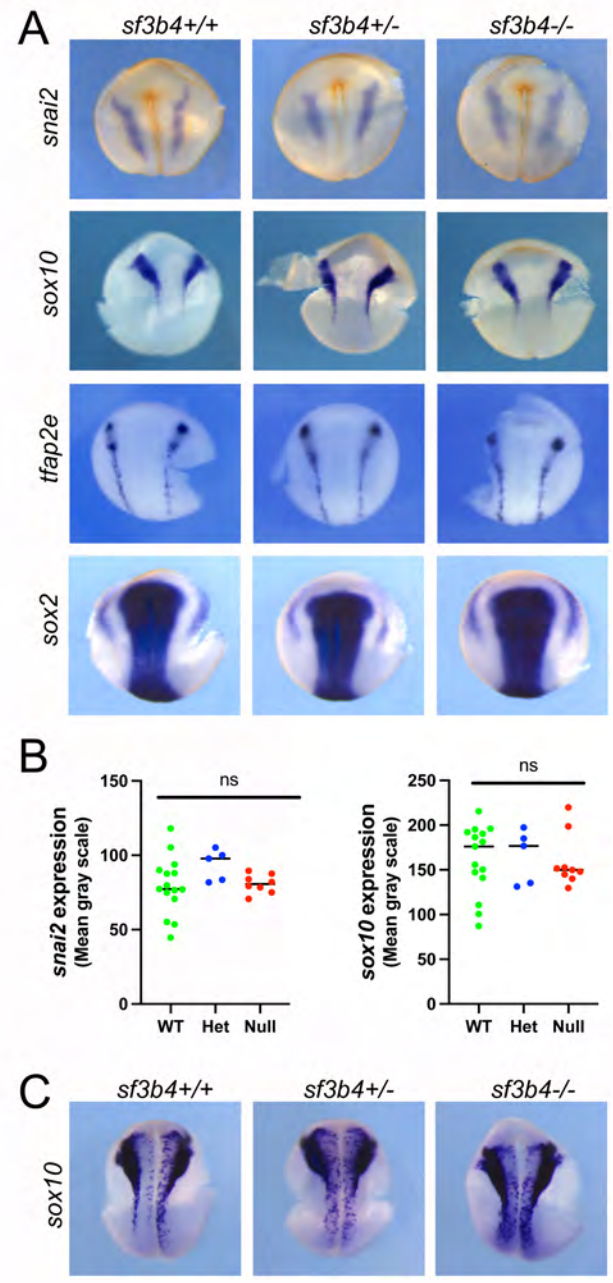 A
sf3b4+/+ sf3b4+/- sf3b4-/-
snai2
sox10
tfap2e
sox2
B
snai2 expression
(Mean gray scale)
150
100
50
0
ns
WT Het Null
sox10 expression
(Mean gray scale)
250
200
150
100
50
0
ns
WT Het Null
C
sf3b4+/+ sf3b4+/- sf3b4-/-
sox10